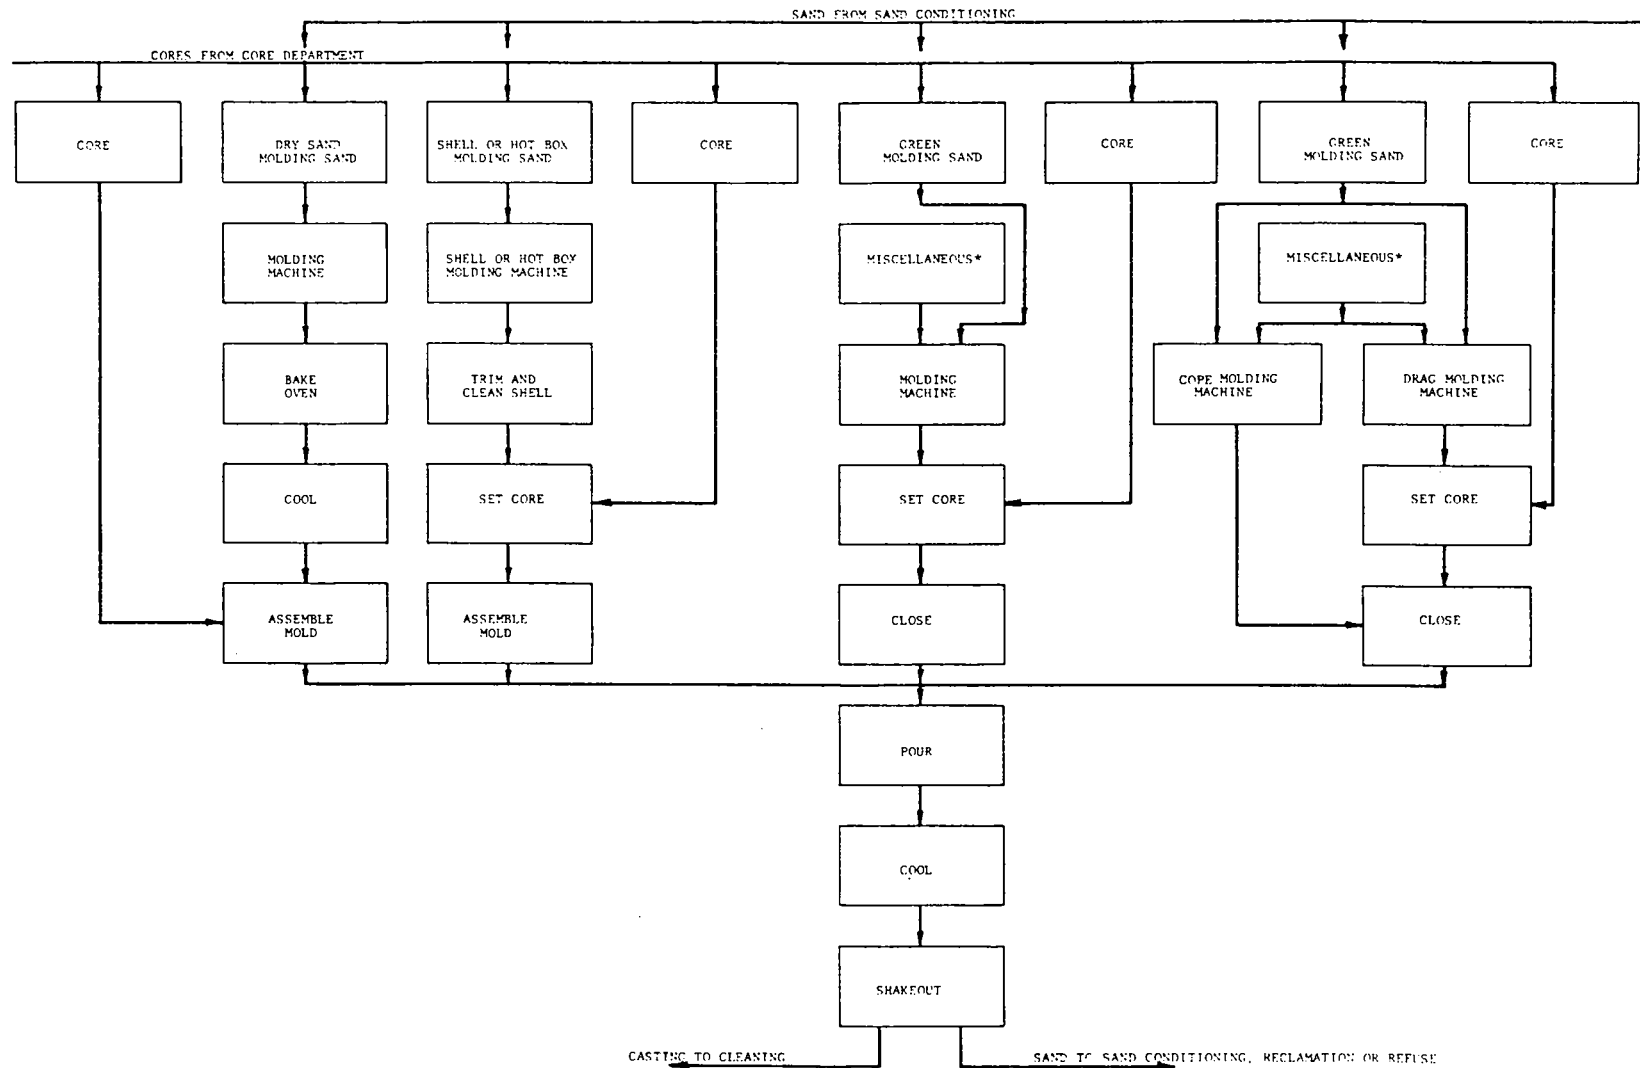 SAND FROM SAND CONDITIONING
CORES FROM CORE DEPARTMENT
CORE
DRY SAND
MOLDING SAND
SHELL OR HOT BOX
MOLDING SAND
CORE
GREEN
MOLDING SAND
CORE
GREEN
MOLDING SAND
CORE
MOLDING
MACHINE
SHELL OR HOT BOX
MOLDING MACHINE
MISCELLANEOUS*
MISCELLANEOUS*
BAKE
OVEN
TRIM AND
CLEAN SHELL
MOLDING
MACHINE
COPE MOLDING
MACHINE
DRAG MOLDING
MACHINE
COOL
SET CORE
SET CORE
SET CORE
ASSEMBLE
MOLD
ASSEMBLE
MOLD
CLOSE
CLOSE
POUR
COOL
SHAKEOUT
CASTING TO CLEANING
SAND TO SAND CONDITIONING, RECLAMATION OR REFUSE